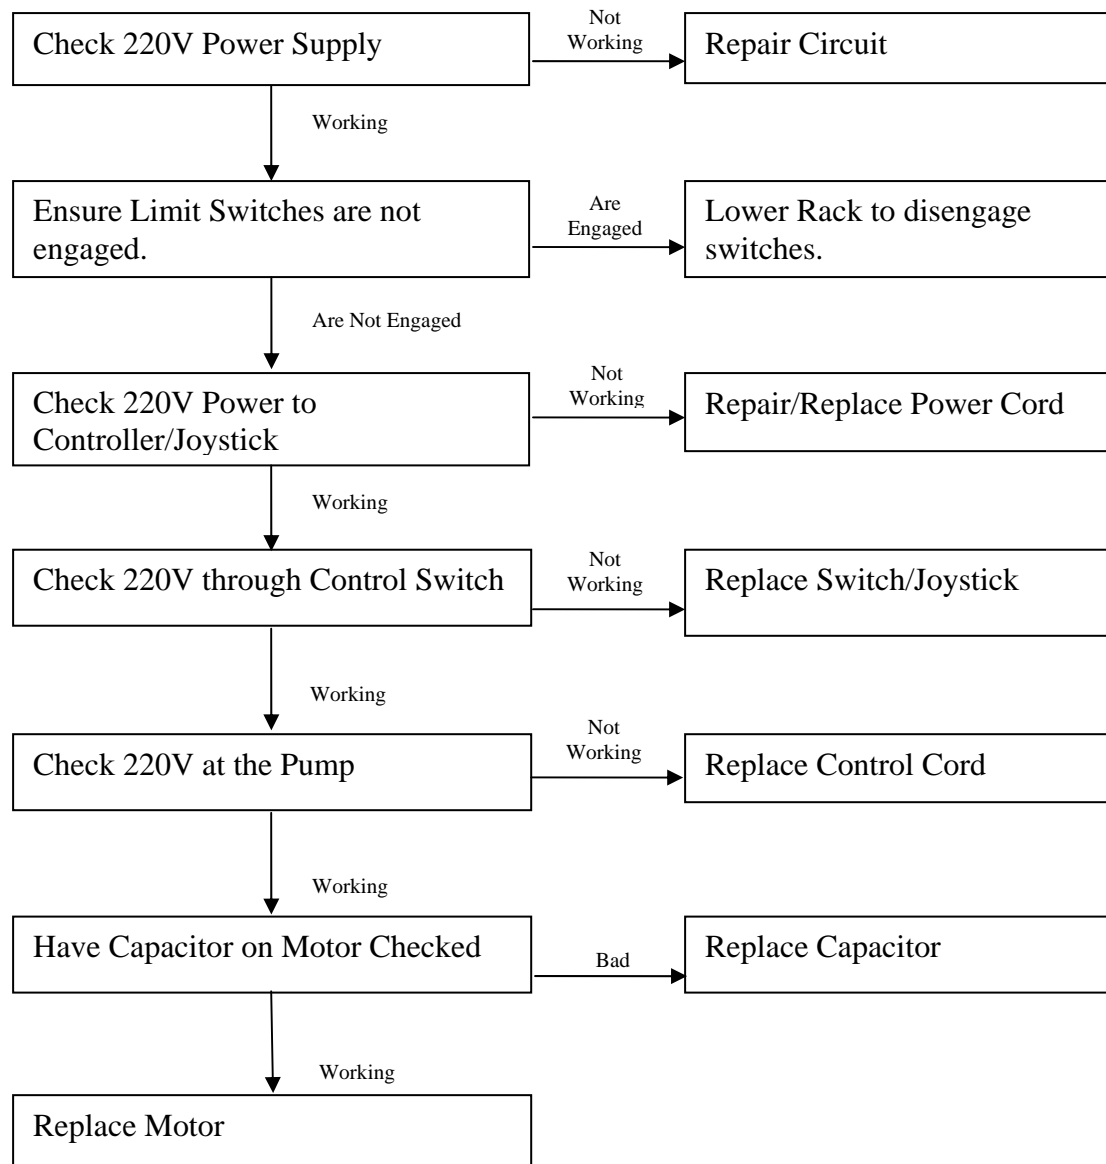 Check 220V Power Supply
Not
Working
Repair Circuit
Working
Ensure Limit Switches are not
engaged.
Are
Engaged
Lower Rack to disengage
switches.
Are Not Engaged
Check 220V Power to
Controller/Joystick
Not
Working
Repair/Replace Power Cord
Working
Check 220V through Control Switch
Not
Working
Replace Switch/Joystick
Working
Check 220V at the Pump
Not
Working
Replace Control Cord
Working
Have Capacitor on Motor Checked
Bad
Replace Capacitor
Working
Replace Motor